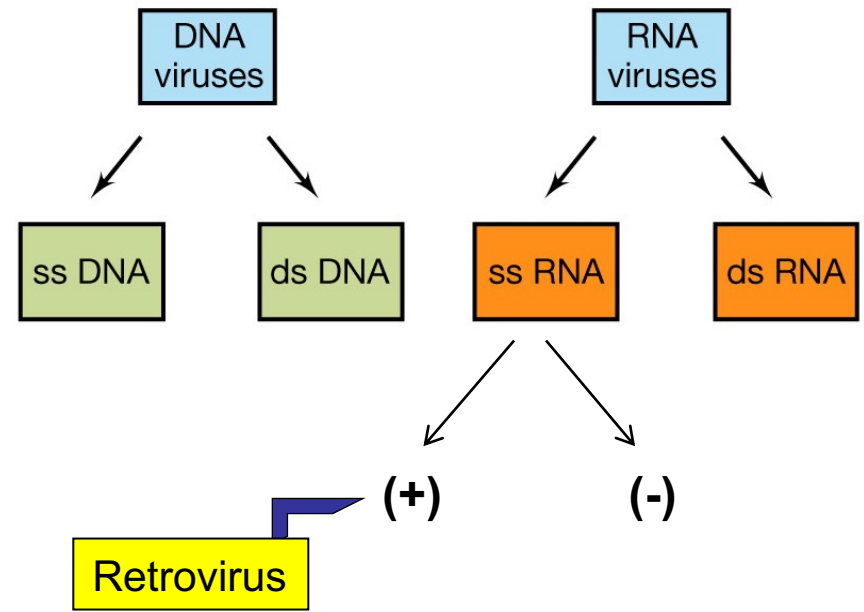 DNA
viruses
RNA
viruses
ss DNA
ds DNA
ss RNA
ds RNA
(+)
(-)
Retrovirus